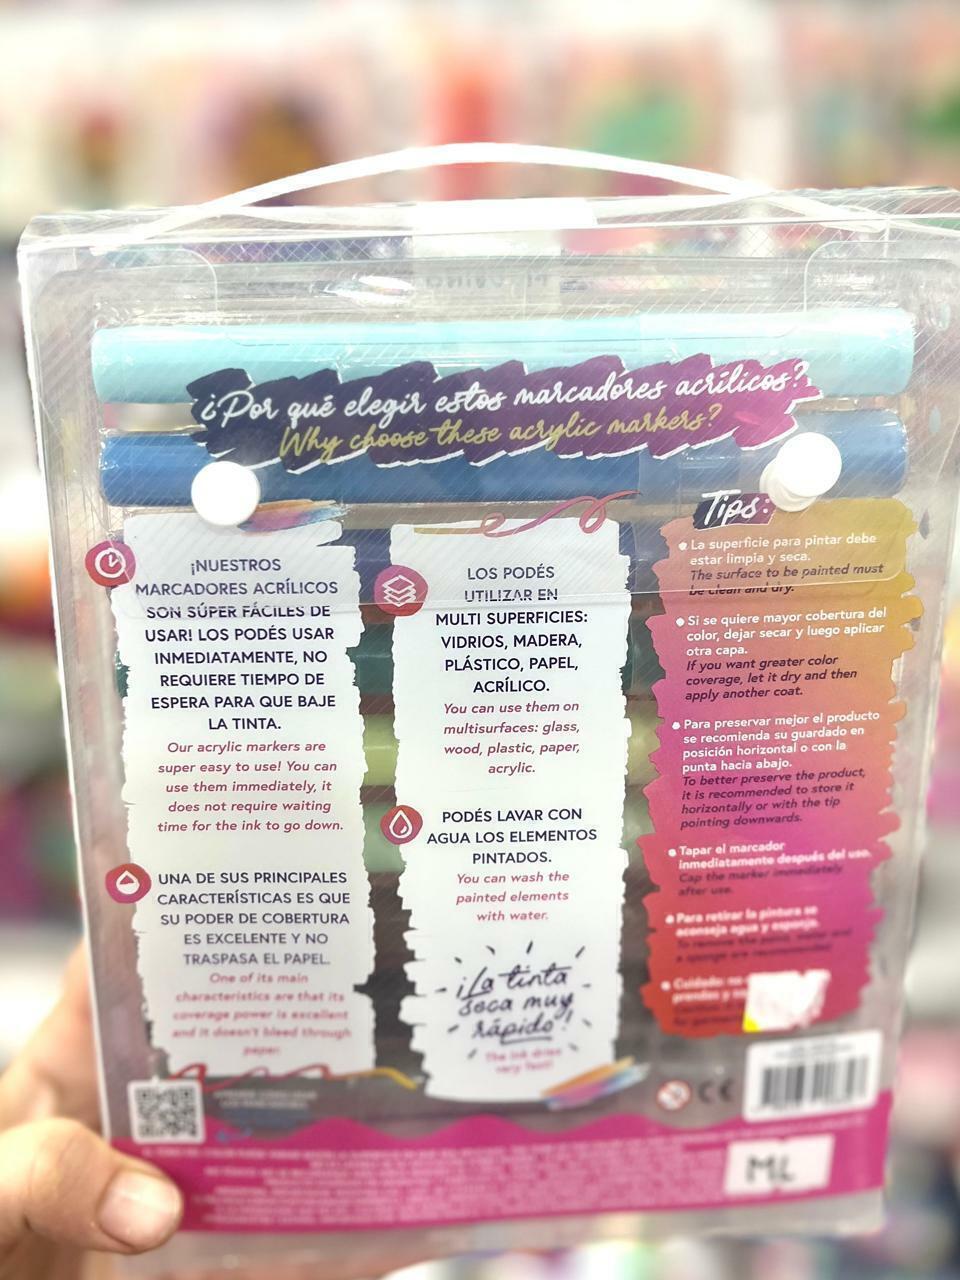 ¿Por qué elegir estos marcadores acrílicos?
Why choose these acrylic markers?
¡NUESTROS
MARCADORES ACRÍLICOS
SON SÚPER FÁCILES DE
USAR! LOS PODÉS USAR
INMEDIATAMENTE, NO
REQUIERE TIEMPO DE
ESPERA PARA QUE BAJE
LA TINTA.
Our acrylic markers are
super easy to use! You can
use them immediately, it
does not require waiting
time for the ink to go down.
UNA DE SUS PRINCIPALES
CARACTERÍSTICAS ES QUE
SU PODER DE COBERTURA
ES EXCELENTE Y NO
TRASPASA EL PAPEL.
One of its main
characteristics are that its
coverage power is excellent
and it doesn't bleed through
paper.
LOS PODÉS
UTILIZAR EN
MULTI SUPERFICIES:
VIDRIOS, MADERA,
PLÁSTICO, PAPEL,
ACRÍLICO.
You can use them on
multisurfaces: glass,
wood, plastic, paper,
acrylic.
PODÉS LAVAR CON
AGUA LOS ELEMENTOS
PINTADOS.
You can wash the
painted elements
with water.
¡La tinta
seca muy
rápido!
The ink dries
very fast!
Tips:
La superficie para pintar debe
estar limpia y seca.
The surface to be painted must
be clean and dry.
Si se quiere mayor cobertura del
color, dejar secar y luego aplicar
otra capa.
If you want greater color
coverage, let it dry and then
apply another coat.
Para preservar mejor el producto
se recomienda su guardado en
posición horizontal o con la
punta hacia abajo.
To better preserve the product,
it is recommended to store it
horizontally or with the tip
pointing downwards.
Tapar el marcador
inmediatamente después del uso.
Cap the marker immediately
after use.
Para retirar la pintura se
aconseja agua y esponja.
To remove the paint, water and
a sponge are recommended
Cuidado: no
prendas y
CE
ML